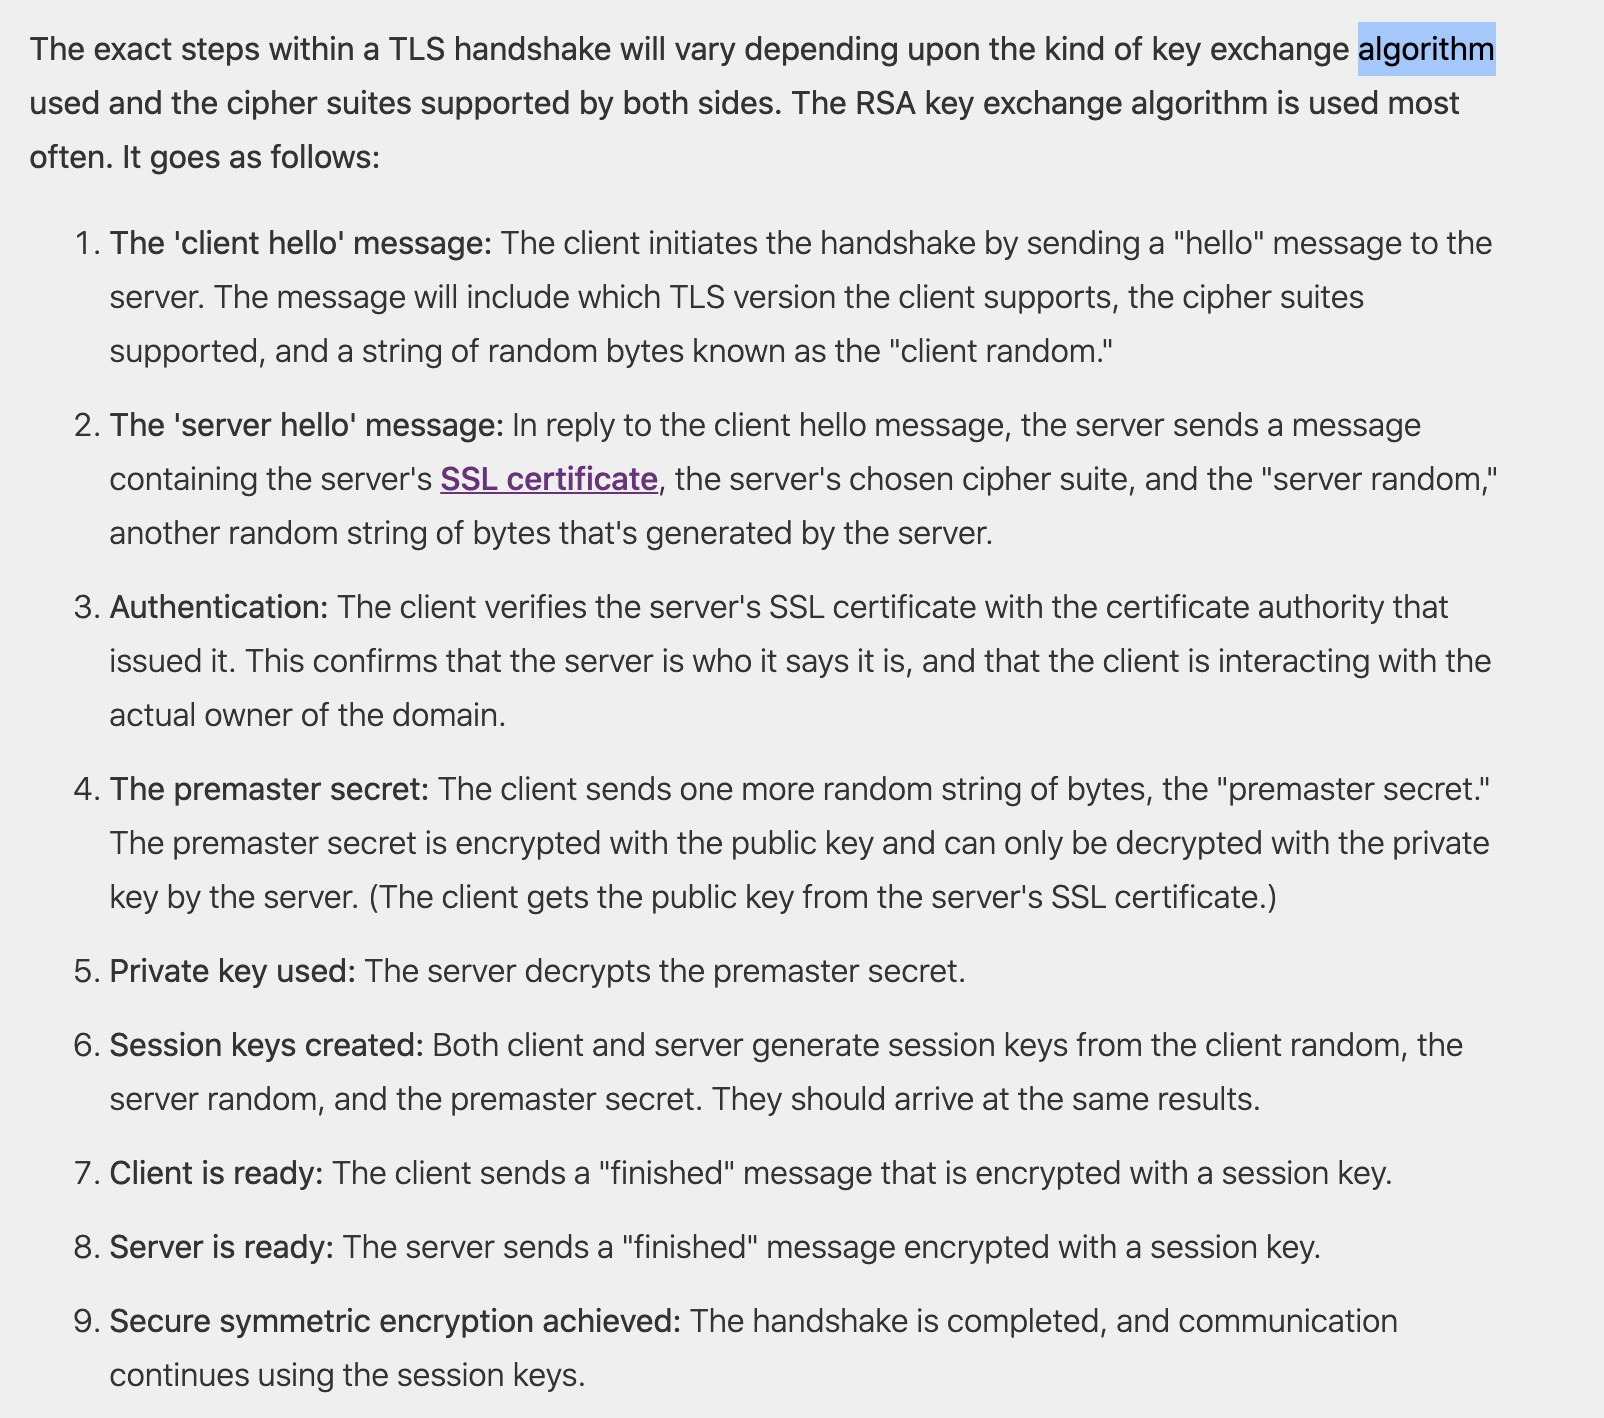 The exact steps within a TLS handshake will vary depending upon the kind of key exchange algorithm
used and the cipher suites supported by both sides. The RSA key exchange algorithm is used most
often. It goes as follows:
1. The 'client hello' message: The client initiates the handshake by sending a "hello" message to the
server. The message will include which TLS version the client supports, the cipher suites
supported, and a string of random bytes known as the "client random."
2. The 'server hello' message: In reply to the client hello message, the server sends a message
containing the server's SSL certificate, the server's chosen cipher suite, and the "server random,"
another random string of bytes that's generated by the server.
3. Authentication: The client verifies the server's SSL certificate with the certificate authority that
issued it. This confirms that the server is who it says it is, and that the client is interacting with the
actual owner of the domain.
4. The premaster secret: The client sends one more random string of bytes, the "premaster secret."
The premaster secret is encrypted with the public key and can only be decrypted with the private
key by the server. (The client gets the public key from the server's SSL certificate.)
5. Private key used: The server decrypts the premaster secret.
6. Session keys created: Both client and server generate session keys from the client random, the
server random, and the premaster secret. They should arrive at the same results.
7. Client is ready: The client sends a "finished" message that is encrypted with a session key.
8. Server is ready: The server sends a "finished" message encrypted with a session key.
9. Secure symmetric encryption achieved: The handshake is completed, and communication
continues using the session keys.